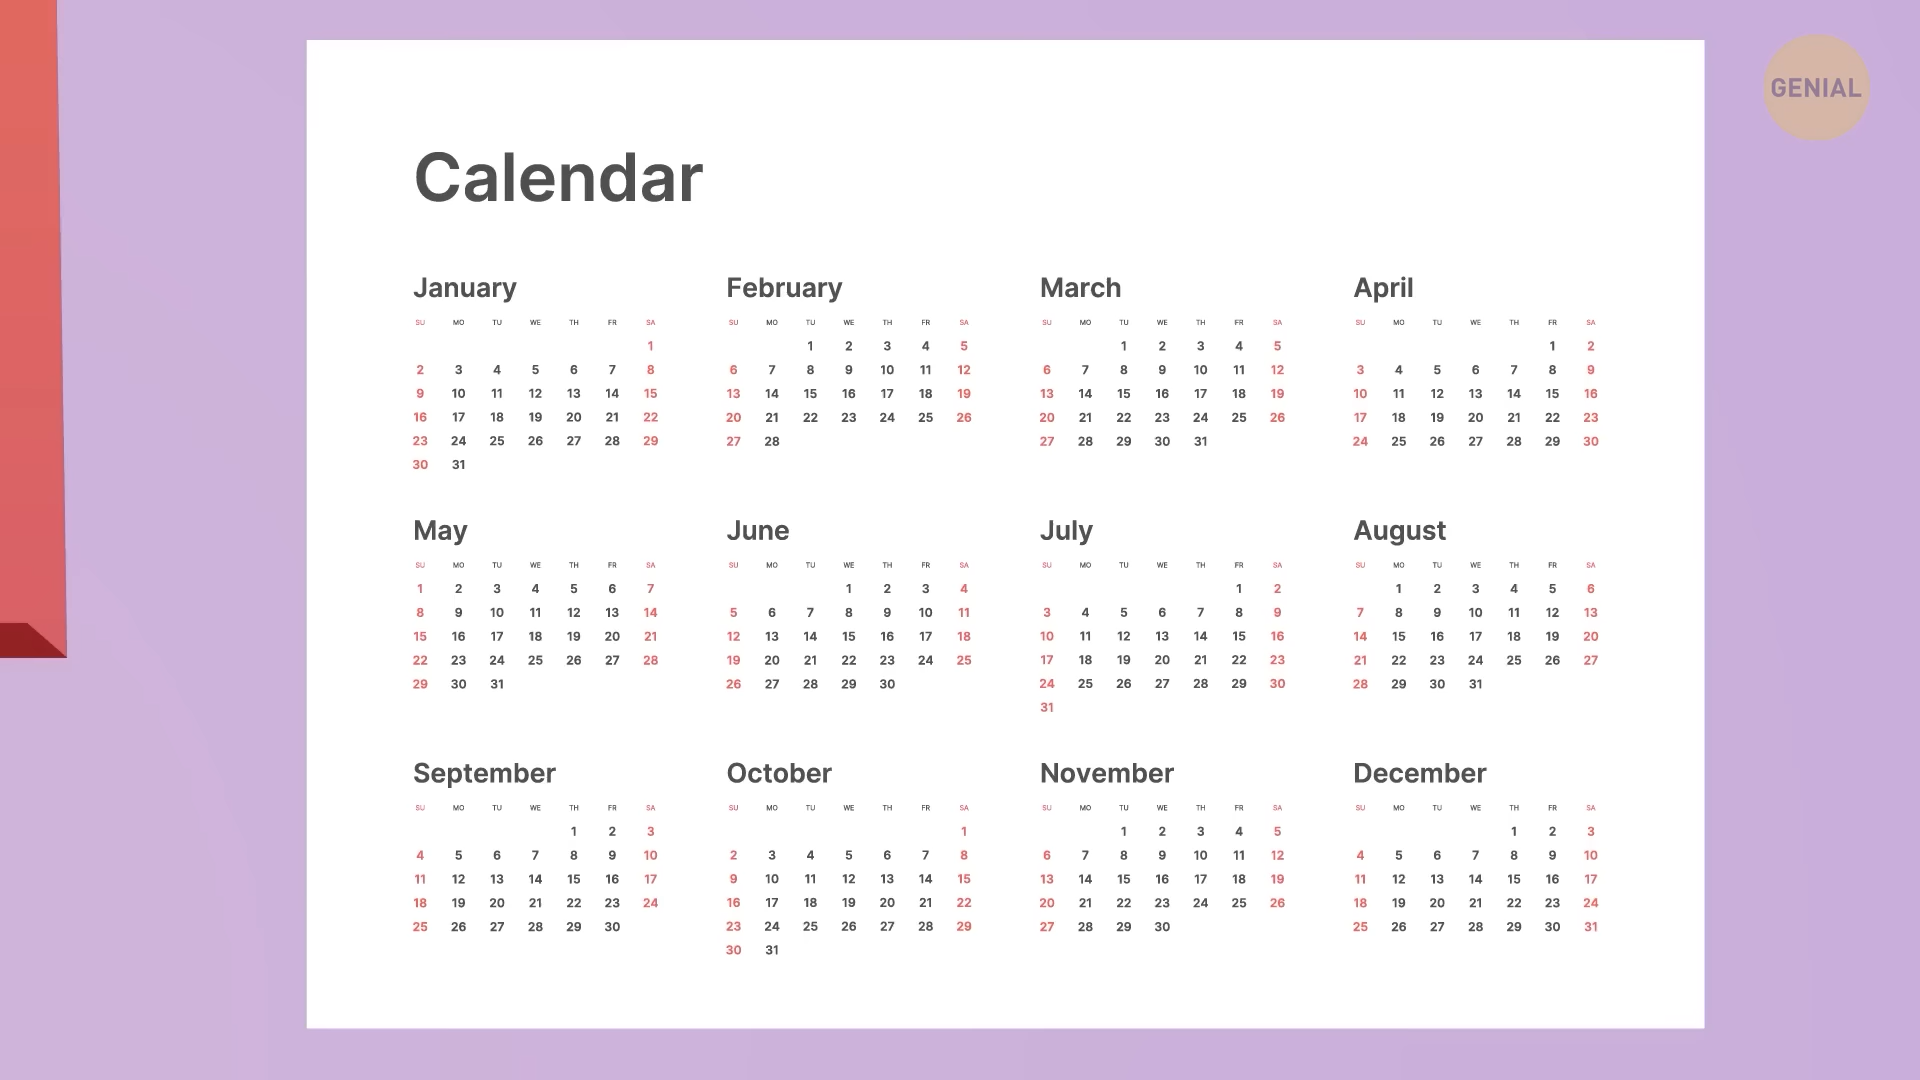 GENIAL
Calendar
January February March April
SU MO TU WE TH FR SA SU MO TU WE TH FR SA SU MO TU WE TH FR SA SU MO TU WE TH FR SA
1 1 2 3 4 5 1 2 3 4 5 1 2
2 3 4 5 6 7 8 6 7 8 9 10 11 12 6 7 8 9 10 11 12 3 4 5 6 7 8 9
9 10 11 12 13 14 15 13 14 15 16 17 18 19 13 14 15 16 17 18 19 10 11 12 13 14 15 16
16 17 18 19 20 21 22 20 21 22 23 24 25 26 20 21 22 23 24 25 26 17 18 19 20 21 22 23
23 24 25 26 27 28 29 27 28 27 28 29 30 31 24 25 26 27 28 29 30
30 31
May June July August
SU MO TU WE TH FR SA SU MO TU WE TH FR SA SU MO TU WE TH FR SA SU MO TU WE TH FR SA
1 2 3 4 5 6 7 1 2 3 4 1 2 1 2 3 4 5 6
8 9 10 11 12 13 14 5 6 7 8 9 10 11 3 4 5 6 7 8 9 7 8 9 10 11 12 13
15 16 17 18 19 20 21 12 13 14 15 16 17 18 10 11 12 13 14 15 16 14 15 16 17 18 19 20
22 23 24 25 26 27 28 19 20 21 22 23 24 25 17 18 19 20 21 22 23 21 22 23 24 25 26 27
29 30 31 26 27 28 29 30 24 25 26 27 28 29 30 28 29 30 31
31
September October November December
SU MO TU WE TH FR SA SU MO TU WE TH FR SA SU MO TU WE TH FR SA SU MO TU WE TH FR SA
1 2 3 1 1 2 3 4 5 1 2 3
4 5 6 7 8 9 10 2 3 4 5 6 7 8 6 7 8 9 10 11 12 4 5 6 7 8 9 10
11 12 13 14 15 16 17 9 10 11 12 13 14 15 13 14 15 16 17 18 19 11 12 13 14 15 16 17
18 19 20 21 22 23 24 16 17 18 19 20 21 22 20 21 22 23 24 25 26 18 19 20 21 22 23 24
25 26 27 28 29 30 23 24 25 26 27 28 29 27 28 29 30 25 26 27 28 29 30 31
30 31